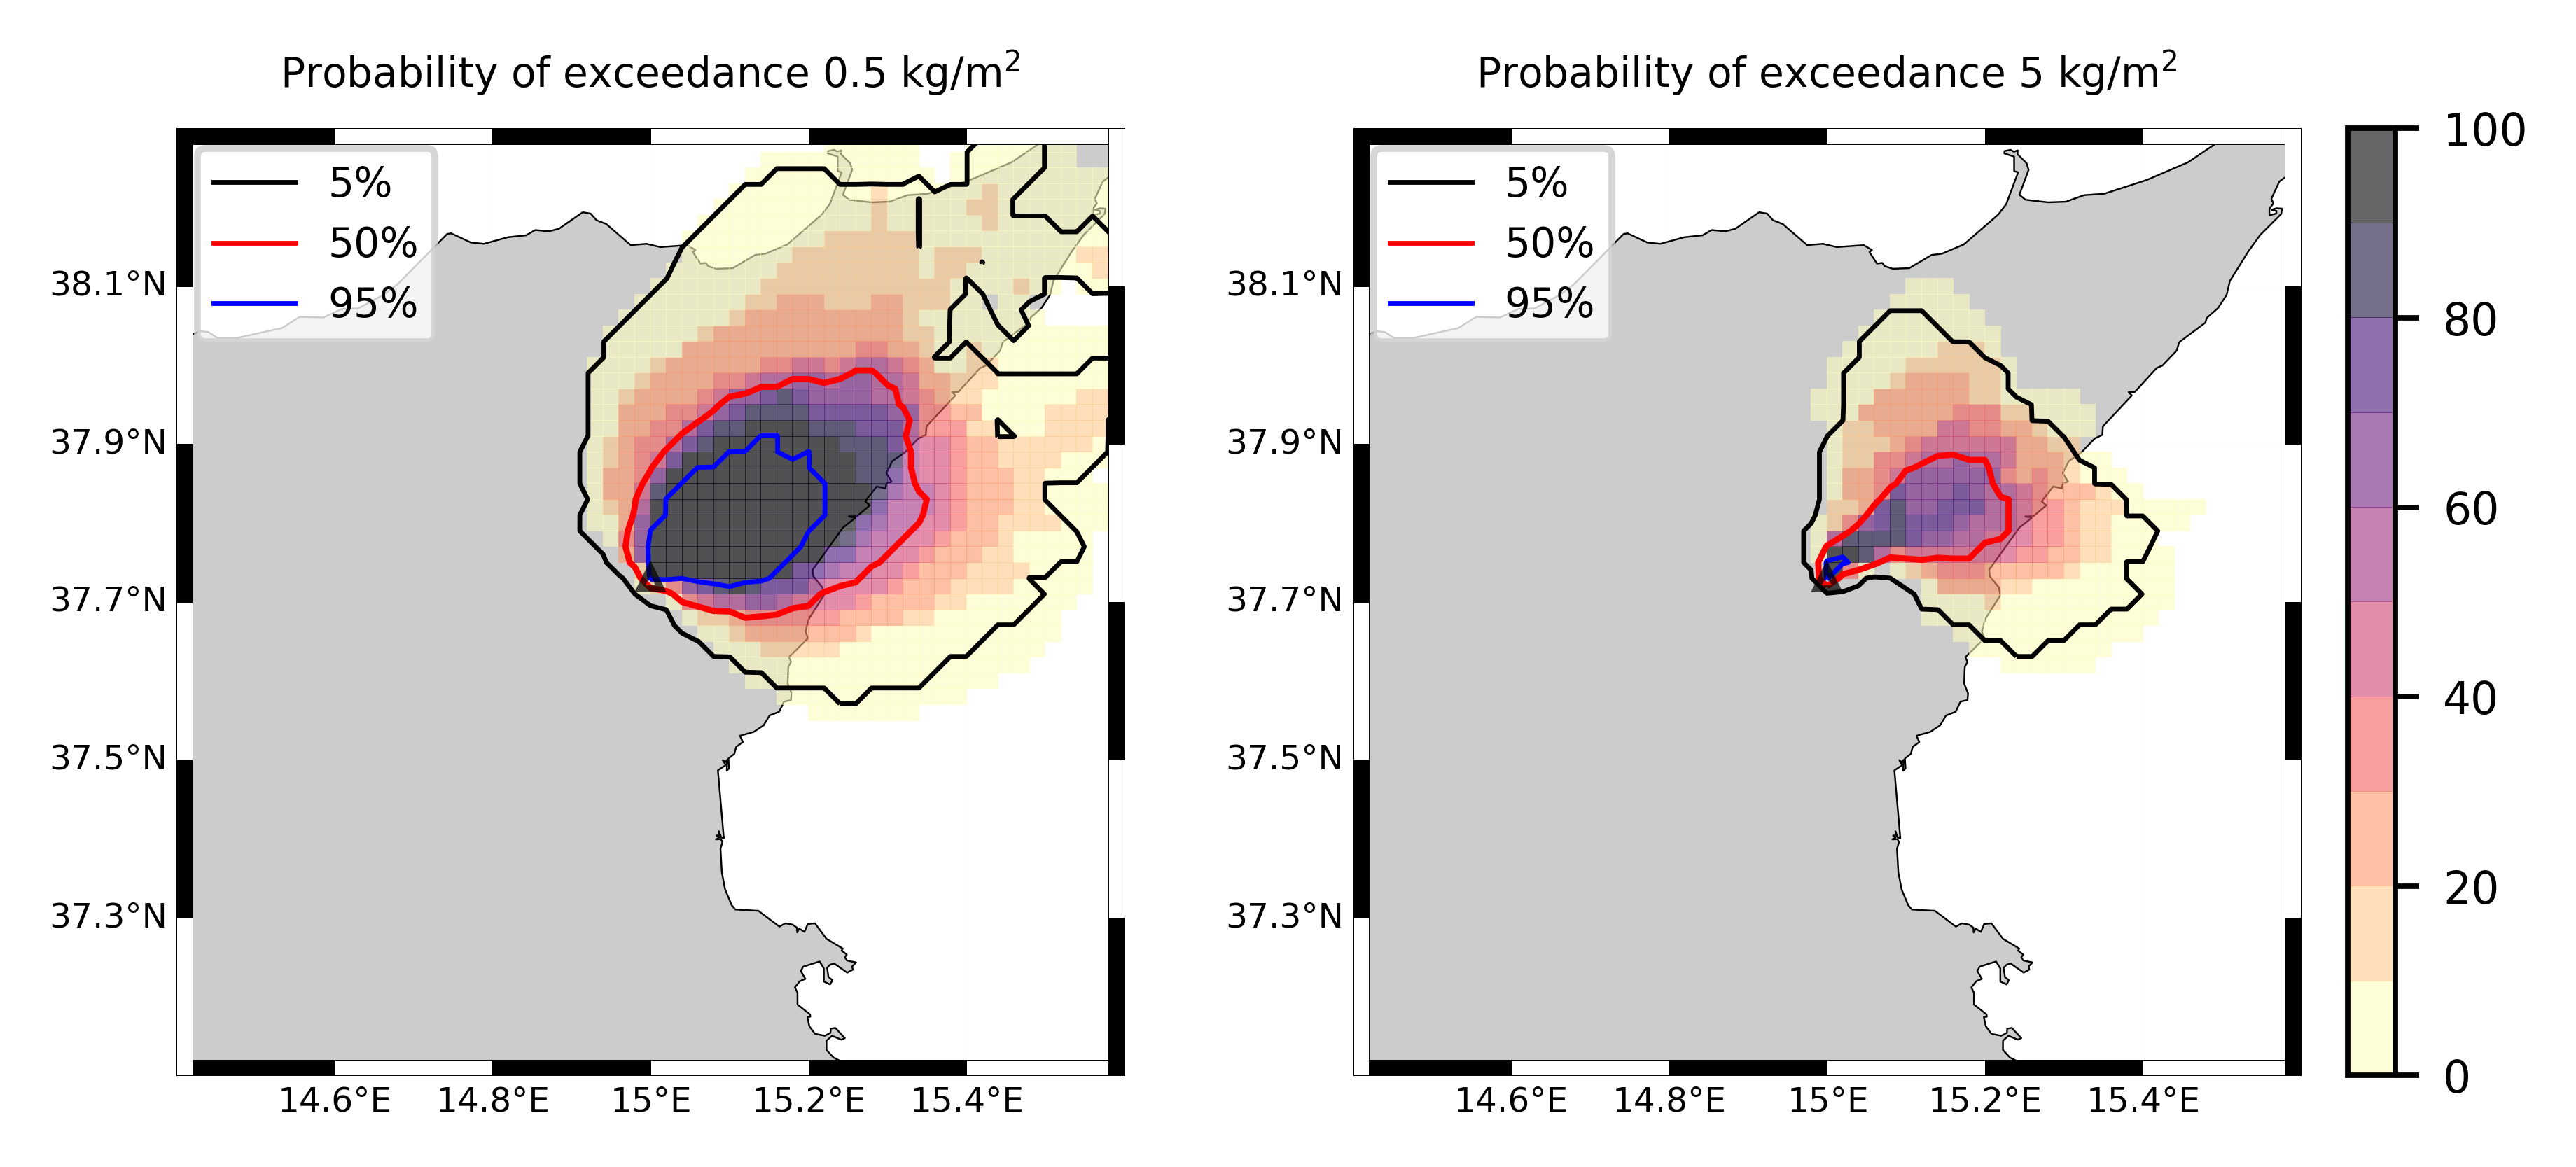 Probability of exceedance 0.5 kg/m²
5%
50%
95%
38.1°N
37.9°N
37.7°N
37.5°N
37.3°N
14.6°E 14.8°E 15°E 15.2°E 15.4°E
Probability of exceedance 5 kg/m²
5%
50%
95%
38.1°N
37.9°N
37.7°N
37.5°N
37.3°N
14.6°E 14.8°E 15°E 15.2°E 15.4°E
100
80
60
40
20
0